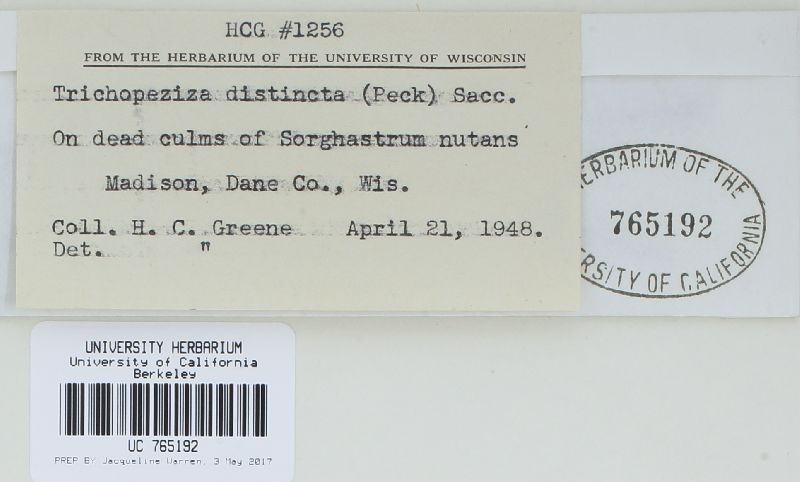 HCG #1256
FROM THE HERBARIUM OF THE UNIVERSITY OF WISCONSIN
Trichopeziza distincta (Peck) Sacc.
On dead culms of Sorghastrum nutans
Madison, Dane Co., Wis.
Coll. H. C. Greene April 21, 1948.
Det. "
ERBARIUM OF THE
765192
RSITY OF CALIFORNIA
UNIVERSITY HERBARIUM
University of California
Berkeley
UC 765192
PREP BY Jacqueline Warren, 3 May 2017